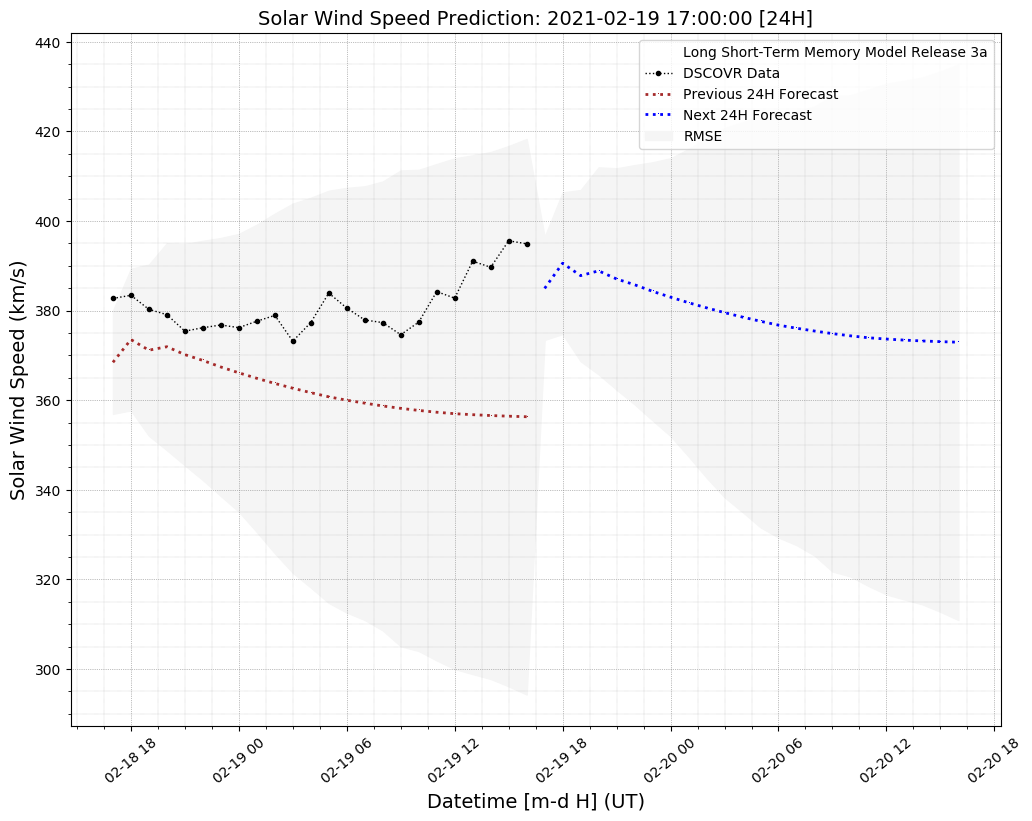 Solar Wind Speed Prediction: 2021-02-19 17:00:00 [24H]
Long Short-Term Memory Model Release 3a
DSCOVR Data
Previous 24H Forecast
Next 24H Forecast
RMSE
Solar Wind Speed (km/s)
440
420
400
380
360
340
320
300
02-18 18
02-19 00
02-19 06
02-19 12
02-19 18
02-20 00
02-20 06
02-20 12
02-20 18
Datetime [m-d H] (UT)